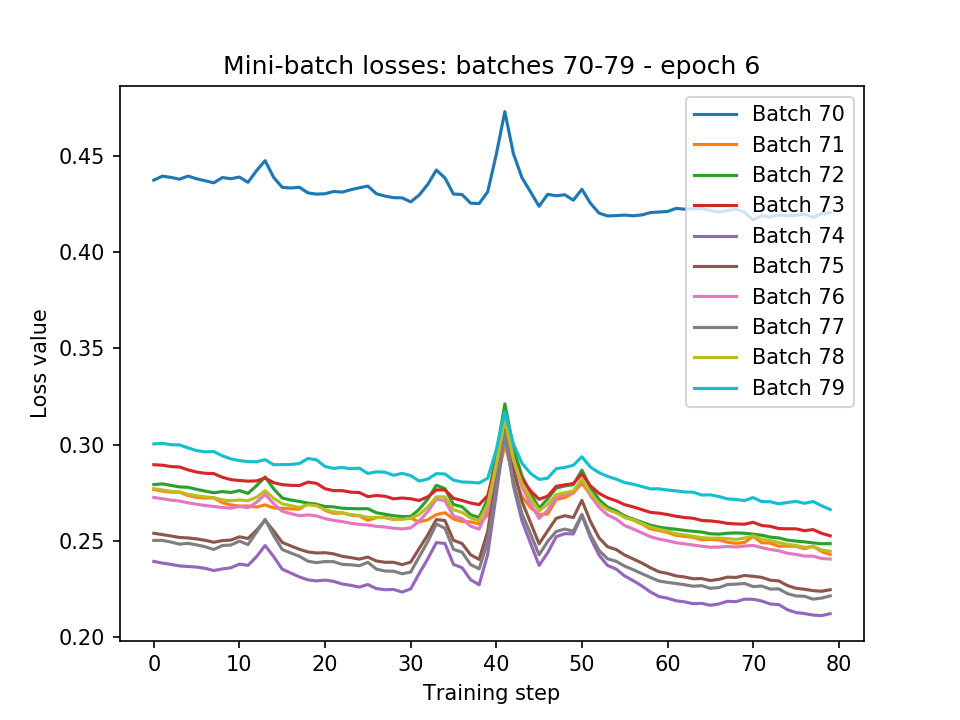 Mini-batch losses: batches 70-79 - epoch 6
Batch 70
Batch 71
Batch 72
Batch 73
Batch 74
Batch 75
Batch 76
Batch 77
Batch 78
Batch 79
Loss value
0.45
0.40
0.35
0.30
0.25
0.20
0 10 20 30 40 50 60 70 80
Training step